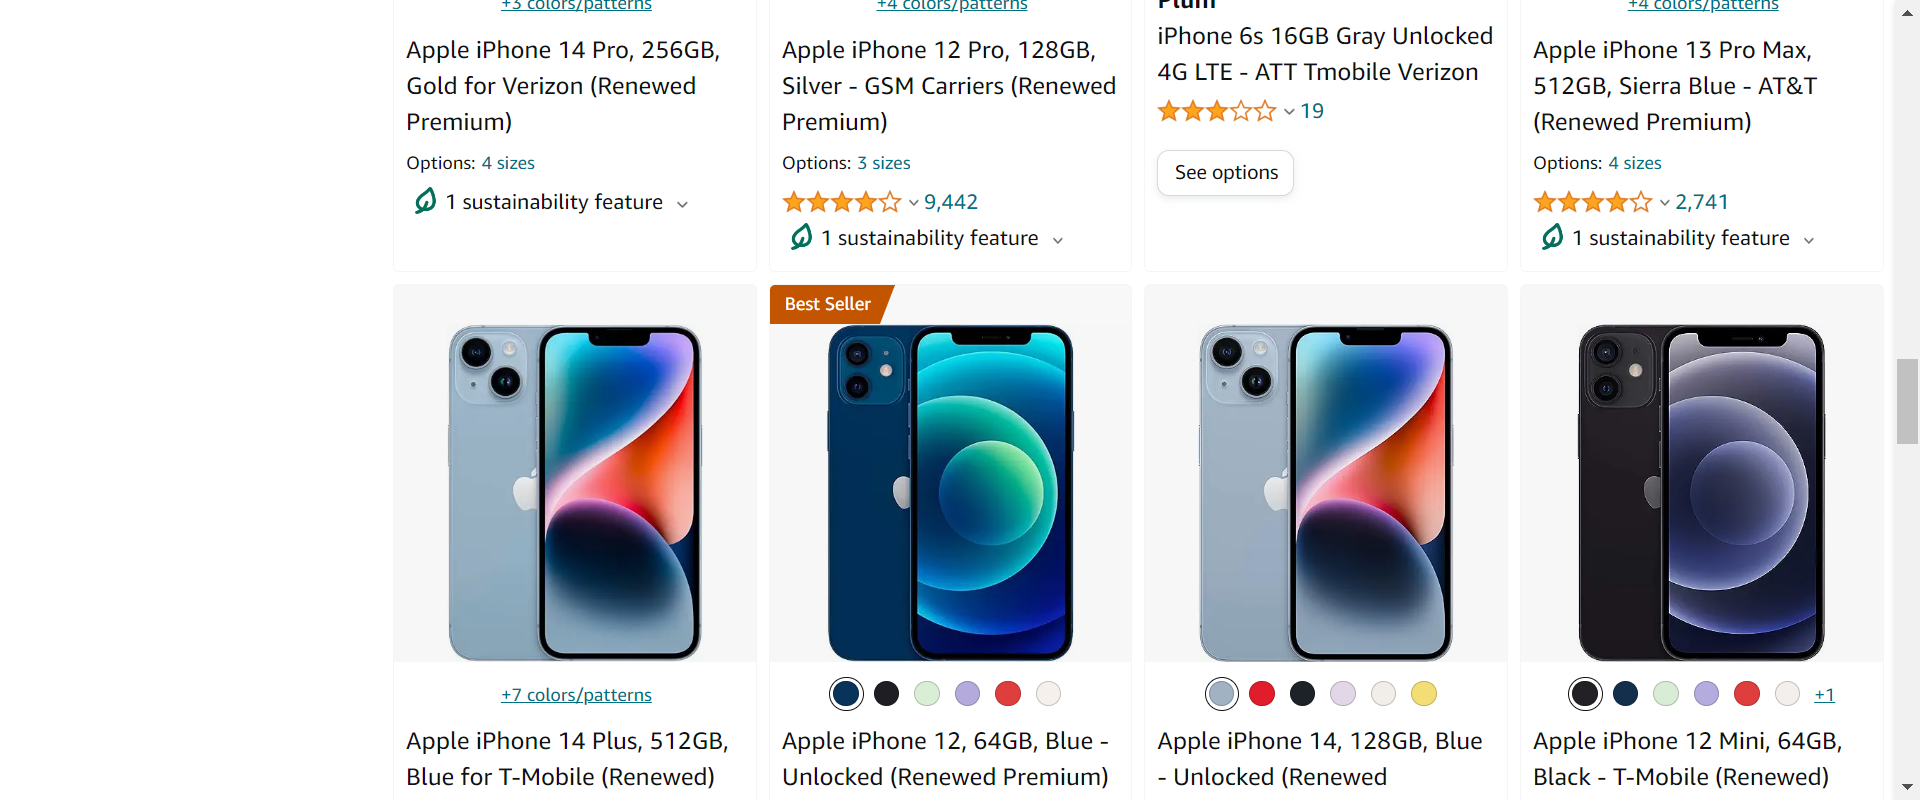 +3 colors/patterns
Apple iPhone 14 Pro, 256GB,
Gold for Verizon (Renewed
Premium)
Options: 4 sizes
1 sustainability feature
+4 colors/patterns
Apple iPhone 12 Pro, 128GB,
Silver - GSM Carriers (Renewed
Premium)
Options: 3 sizes
9,442
1 sustainability feature
Plum
iPhone 6s 16GB Gray Unlocked
4G LTE - ATT Tmobile Verizon
19
See options
+4 colors/patterns
Apple iPhone 13 Pro Max,
512GB, Sierra Blue - AT&T
(Renewed Premium)
Options: 4 sizes
2,741
1 sustainability feature
+7 colors/patterns
Apple iPhone 14 Plus, 512GB,
Blue for T-Mobile (Renewed)
Best Seller
Apple iPhone 12, 64GB, Blue -
Unlocked (Renewed Premium)
Apple iPhone 14, 128GB, Blue
- Unlocked (Renewed
+1
Apple iPhone 12 Mini, 64GB,
Black - T-Mobile (Renewed)